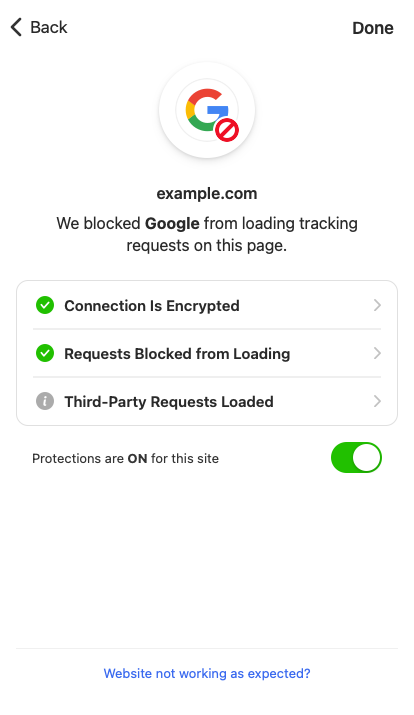 Back
Done
example.com
We blocked Google from loading tracking
requests on this page.
Connection Is Encrypted
Requests Blocked from Loading
Third-Party Requests Loaded
Protections are ON for this site
Website not working as expected?